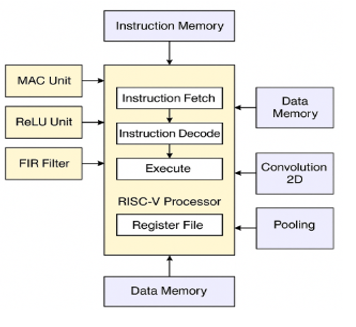 Instruction Memory
MAC Unit
ReLU Unit
FIR Filter
Instruction Fetch
Instruction Decode
Execute
RISC-V Processor
Register File
Data
Memory
Convolution
2D
Pooling
Data Memory